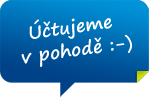 Účtujeme
v pohodě :-)